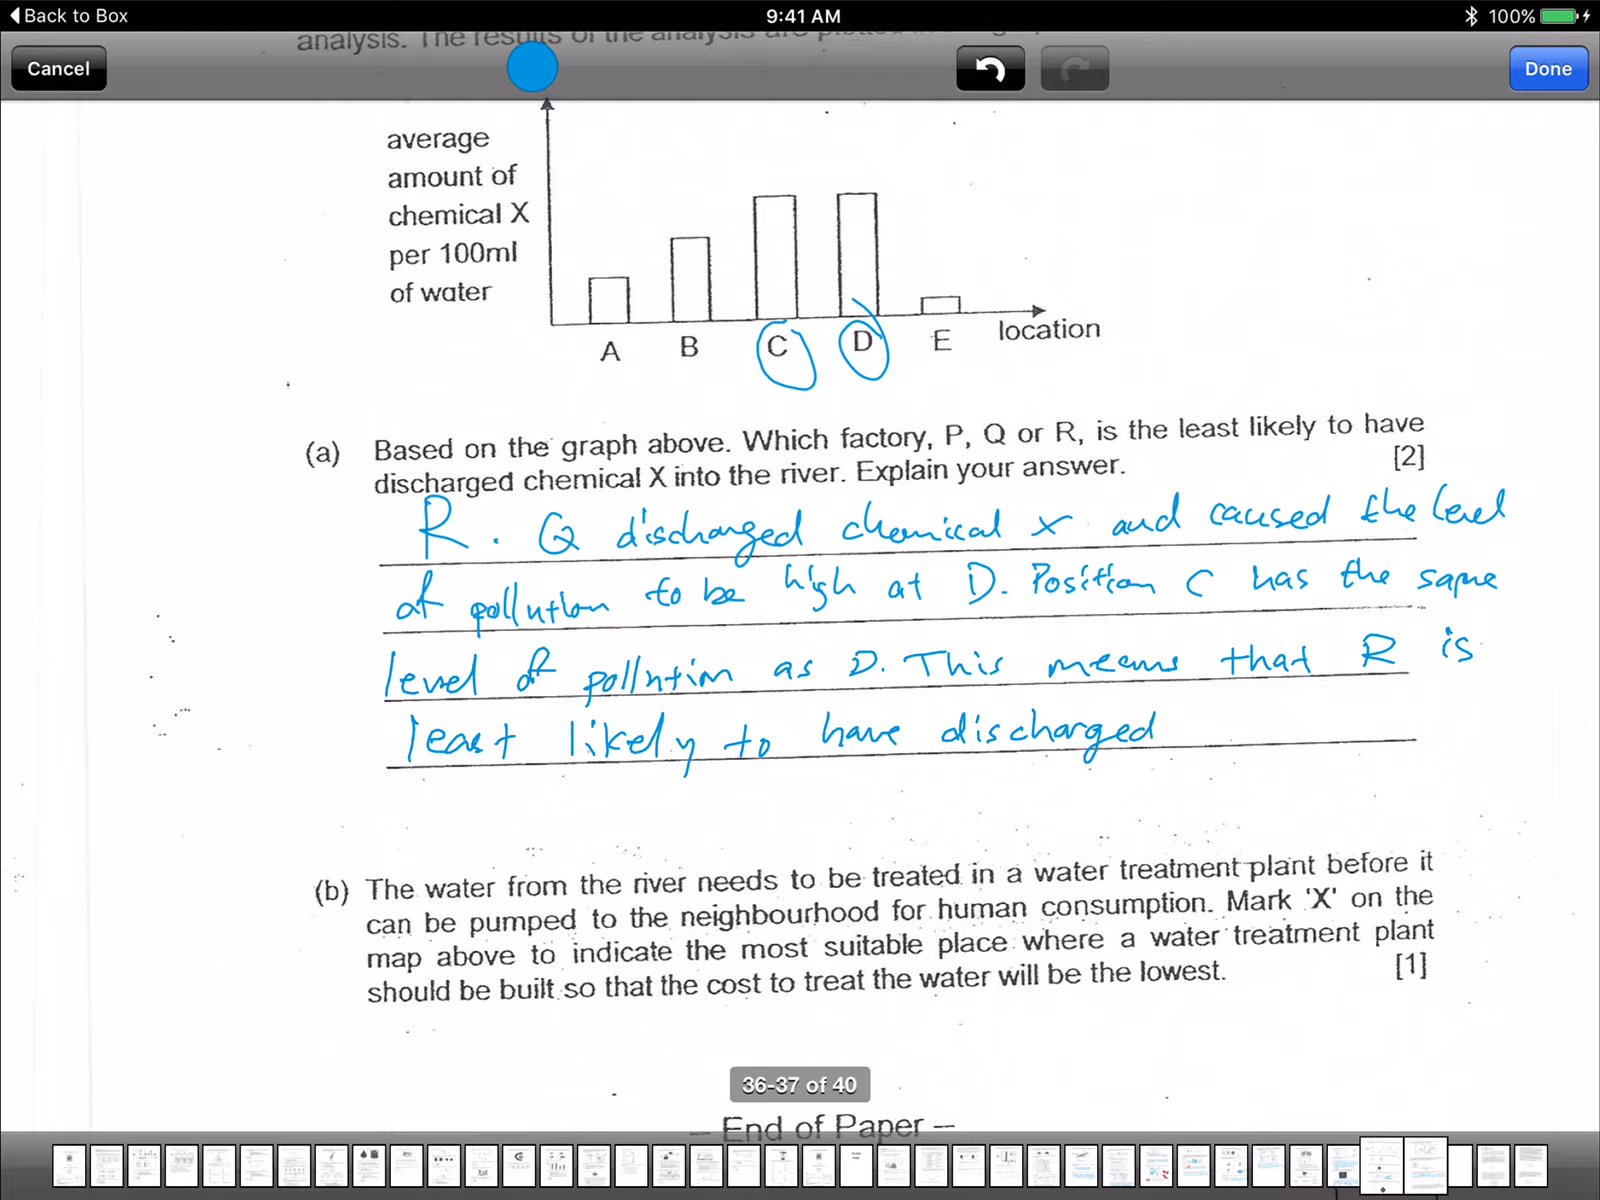 Back to Box
9:41 AM
100%
Cancel
Done
average
amount of
chemical X
per 100ml
of water
A B C D E location
(a) Based on the graph above. Which factory, P, Q or R, is the least likely to have
discharged chemical X into the river. Explain your answer. [2]
R. Q discharged chemical X and caused the level
of pollution to be high at D. Position C has the same
level of pollution as D. This means that R is
least likely to have discharged
(b) The water from the river needs to be treated in a water treatment plant before it
can be pumped to the neighbourhood for human consumption. Mark 'X' on the
map above to indicate the most suitable place where a water treatment plant
should be built so that the cost to treat the water will be the lowest. [1]
36-37 of 40
-- End of Paper --